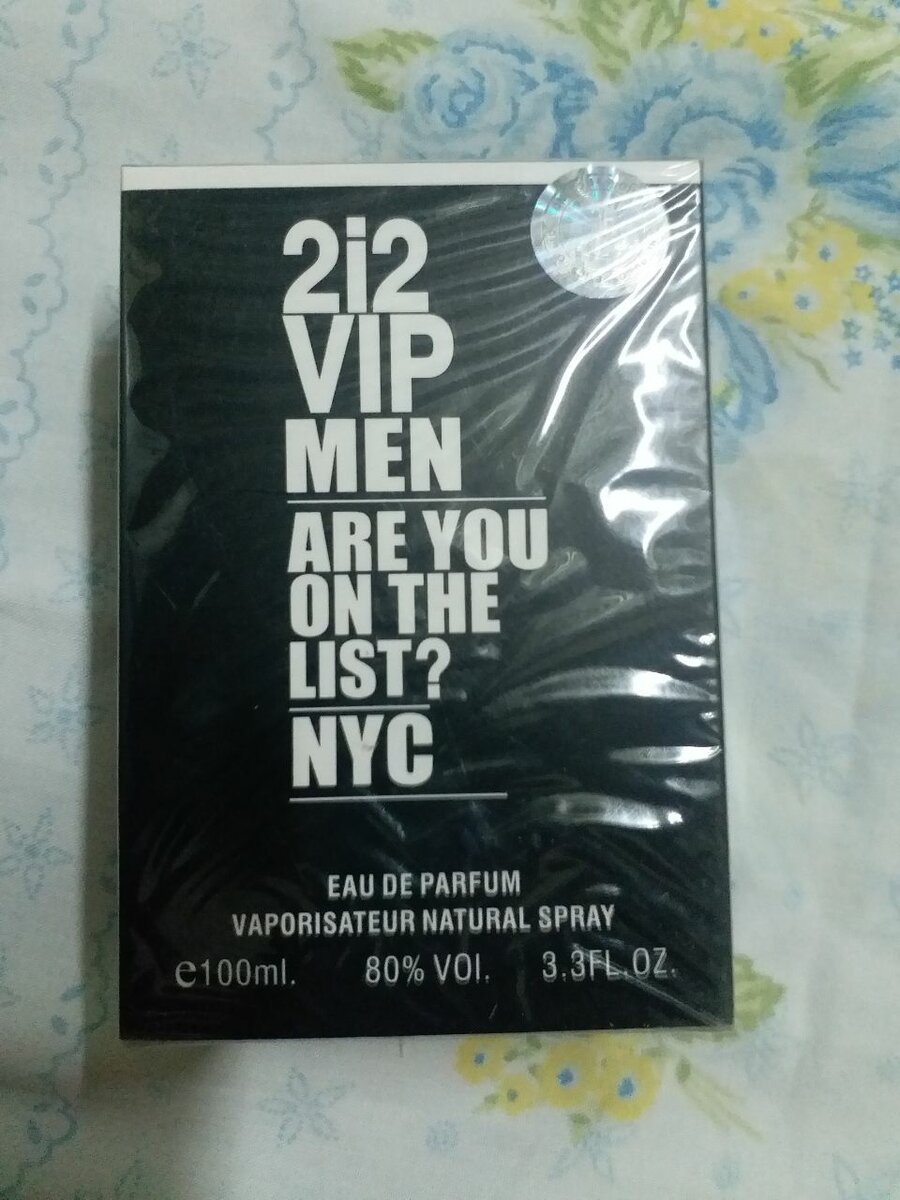 2i2
VIP
MEN
ARE YOU
ON THE
LIST?
NYC
EAU DE PARFUM
VAPORISATEUR NATURAL SPRAY
e100ml. 80% VOl. 3.3FL.OZ.